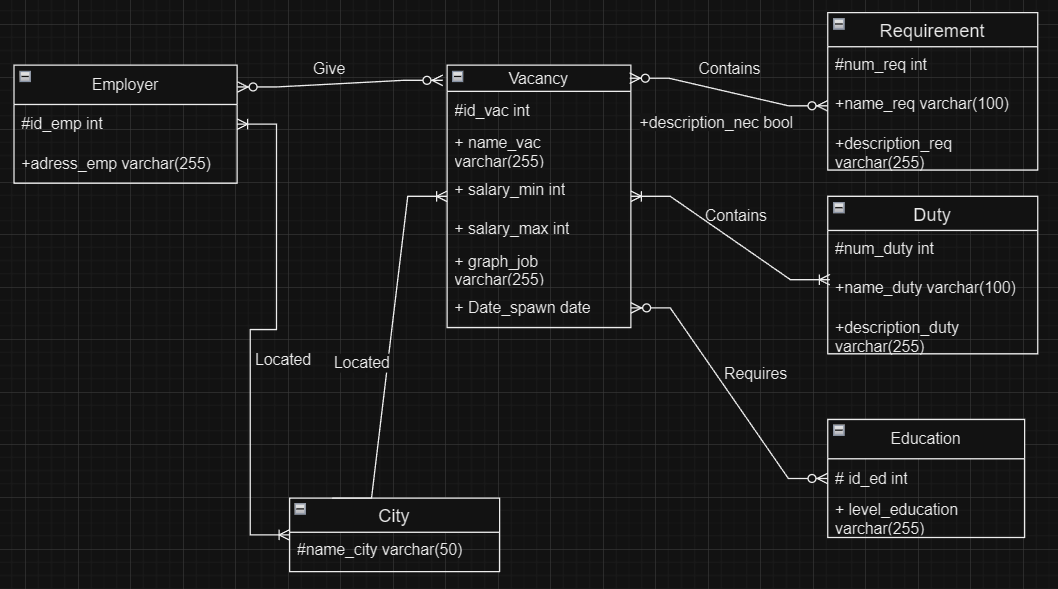 Employer
#id_emp int
+adress_emp varchar(255)
Give
Vacancy
#id_vac int
+ name_vac
varchar(255)
+ salary_min int
+ salary_max int
+ graph_job
varchar(255)
+ Date_spawn date
Contains
+description_nec bool
Requirement
#num_req int
+name_req varchar(100)
+description_req
varchar(255)
Contains
Duty
#num_duty int
+name_duty varchar(100)
+description_duty
varchar(255)
Located
Located
Requires
Education
# id_ed int
+ level_education
varchar(255)
City
#name_city varchar(50)